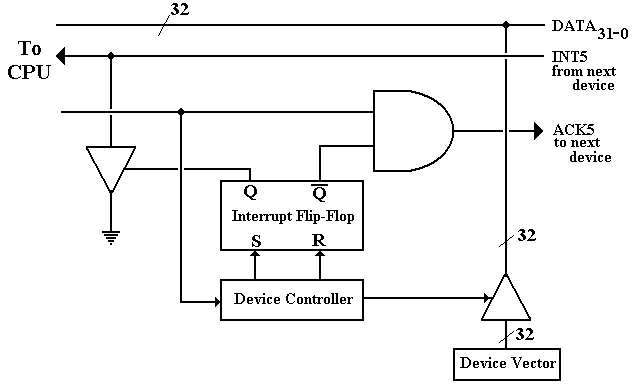 32
DATA31-0
To
CPU
INT5
from next
device
ACK5
to next
device
Q
Q
Interrupt Flip-Flop
S
R
32
Device Controller
32
Device Vector